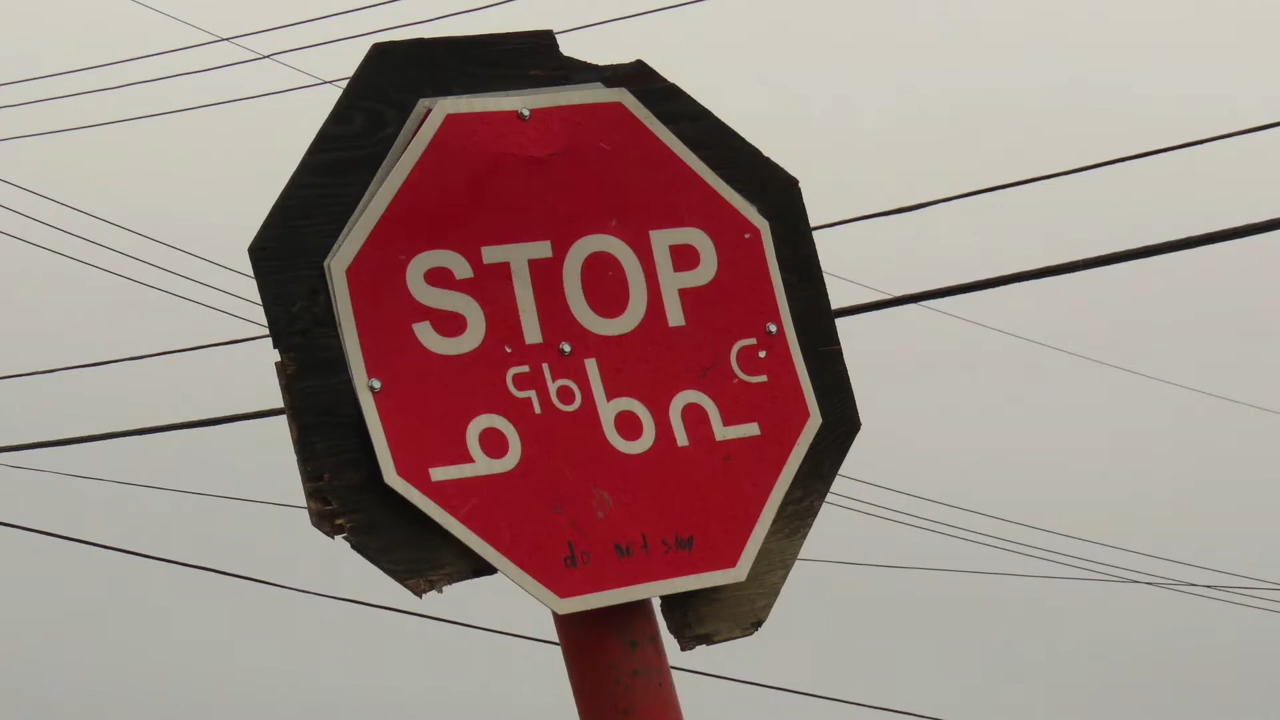 STOP
ᓄᖅᑲᕆᑦ
do not stop